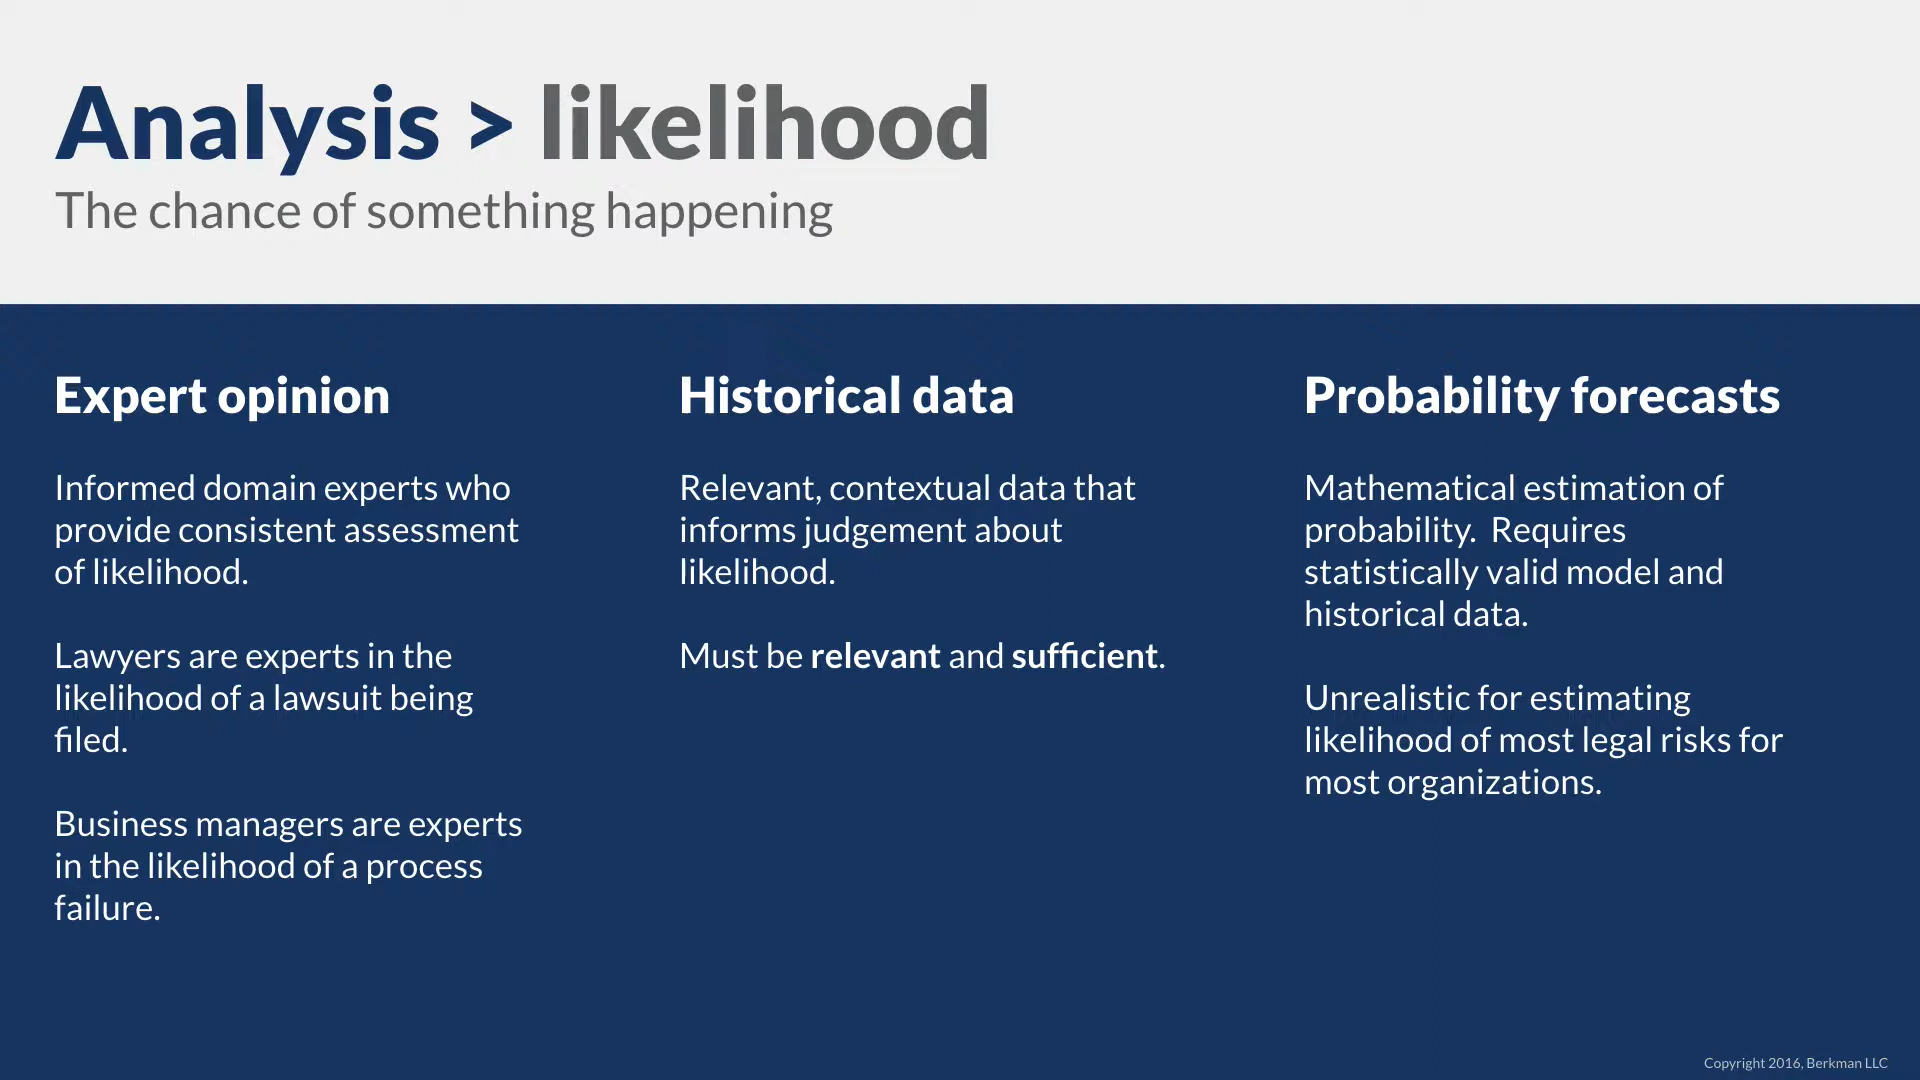 Analysis > likelihood
The chance of something happening
Expert opinion
Informed domain experts who
provide consistent assessment
of likelihood.
Lawyers are experts in the
likelihood of a lawsuit being
filed.
Business managers are experts
in the likelihood of a process
failure.
Historical data
Relevant, contextual data that
informs judgement about
likelihood.
Must be relevant and sufficient.
Probability forecasts
Mathematical estimation of
probability.  Requires
statistically valid model and
historical data.
Unrealistic for estimating
likelihood of most legal risks for
most organizations.
Copyright 2016, Berkman LLC